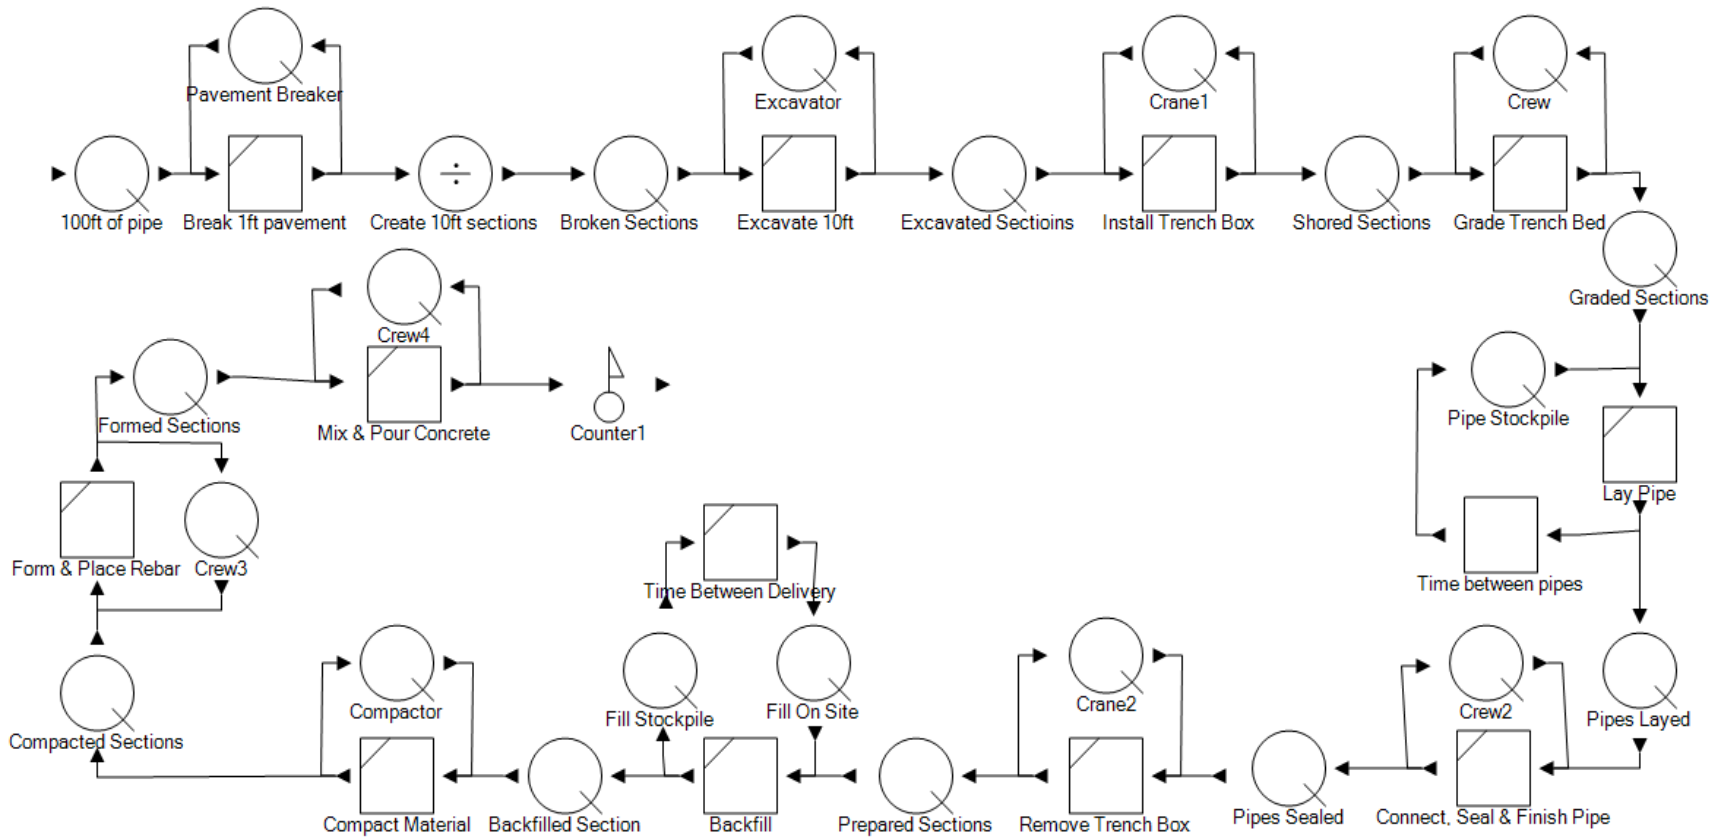 Pavement Breaker
Excavator
Crane1
Crew
100ft of pipe
Break 1ft pavement
Create 10ft sections
÷
Broken Sections
Excavate 10ft
Excavated Sectioins
Install Trench Box
Shored Sections
Grade Trench Bed
Graded Sections
Crew4
Formed Sections
Mix & Pour Concrete
Counter1
Pipe Stockpile
Lay Pipe
Form & Place Rebar
Crew3
Time Between Delivery
Time between pipes
Compacted Sections
Compactor
Fill Stockpile
Fill On Site
Crane2
Crew2
Pipes Layed
Compact Material
Backfilled Section
Backfill
Prepared Sections
Remove Trench Box
Pipes Sealed
Connect, Seal & Finish Pipe